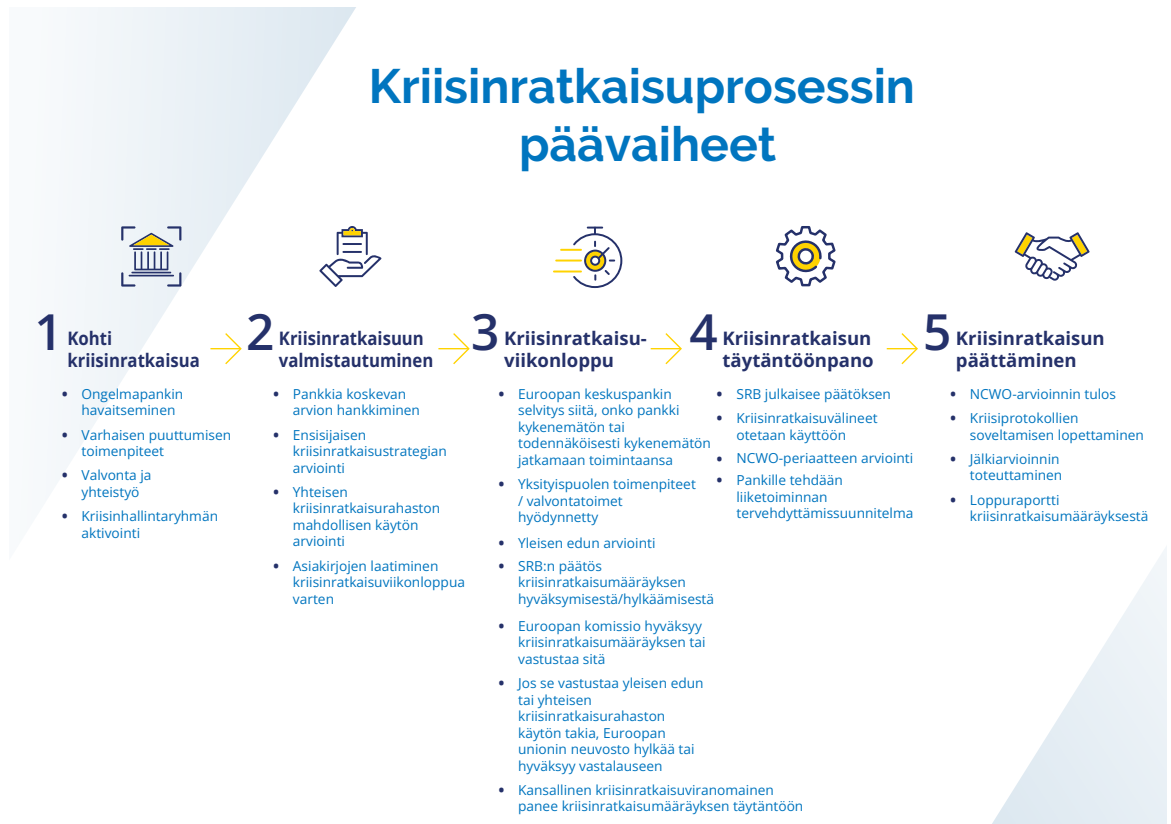 Kriisinratkaisuprosessin
päävaiheet
1 Kohti
kriisinratkaisua
• Ongelmapankin
havaitseminen
• Varhaisen puuttumisen
toimenpiteet
• Valvonta ja
yhteistyö
• Kriisinhallintaryhmän
aktivointi
2 Kriisinratkaisuun
valmistautuminen
• Pankkia koskevan
arvion hankkiminen
• Ensisijaisen
kriisinratkaisustrategian
arviointi
• Yhteisen
kriisinratkaisurahaston
mahdollisen käytön
arviointi
• Asiakirjojen laatiminen
kriisinratkaisuviikonloppua
varten
3 Kriisinratkaisu-
viikonloppu
• Euroopan keskuspankin
selvitys siitä, onko pankki
kykenemätön tai
todennäköisesti kykenemätön
jatkamaan toimintaansa
• Yksityispuolen toimenpiteet
/ valvontatoimet
hyödynnetty
• Yleisen edun arviointi
• SRB:n päätös
kriisinratkaisumääräyksen
hyväksymisestä/hylkäämisestä
• Euroopan komissio hyväksyy
kriisinratkaisumääräyksen tai
vastustaa sitä
• Jos se vastustaa yleisen edun
tai yhteisen
kriisinratkaisurahaston
käytön takia, Euroopan
unionin neuvosto hylkää tai
hyväksyy vastalauseen
• Kansallinen kriisinratkaisuviranomainen
panee kriisinratkaisumääräyksen täytäntöön
4 Kriisinratkaisun
täytäntöönpano
• SRB julkaisee päätöksen
• Kriisinratkaisuvälineet
otetaan käyttöön
• NCWO-periaatteen arviointi
• Pankille tehdään
liiketoiminnan
tervehdyttämissuunnitelma
5 Kriisinratkaisun
päättäminen
• NCWO-arvioinnin tulos
• Kriisiprotokollien
soveltamisen lopettaminen
• Jälkiarvioinnin
toteuttaminen
• Loppuraportti
kriisinratkaisumääräyksestä